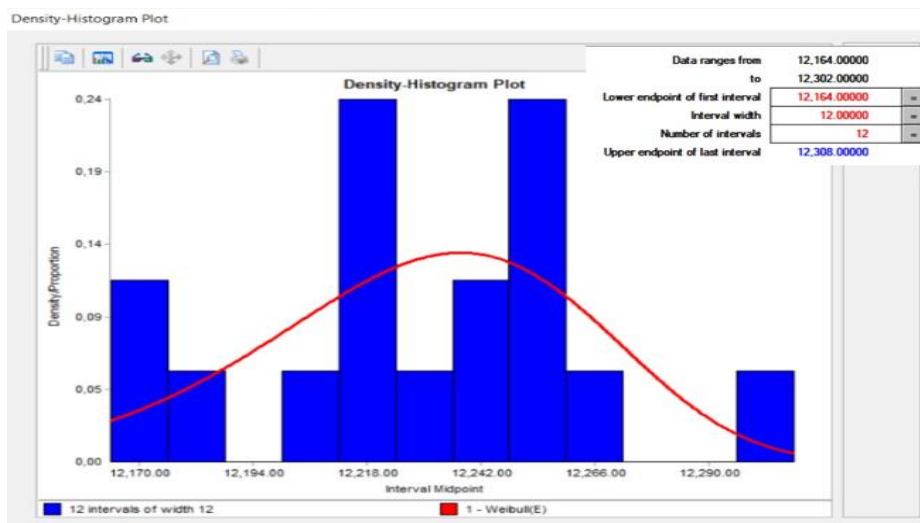 Density-Histogram Plot
Data ranges from 12,164.00000
to 12,302.00000
Lower endpoint of first interval 12,164.00000 =
Interval width 12.00000 =
Number of intervals 12 =
Upper endpoint of last interval 12,308.00000
Density-Histogram Plot
0,24
0,19
0,14
0,09
0,05
0,00
Density/Proportion
12,170.00 12,194.00 12,218.00 12,242.00 12,266.00 12,290.00
Interval Midpoint
12 intervals of width 12 1 - Weibull(E)